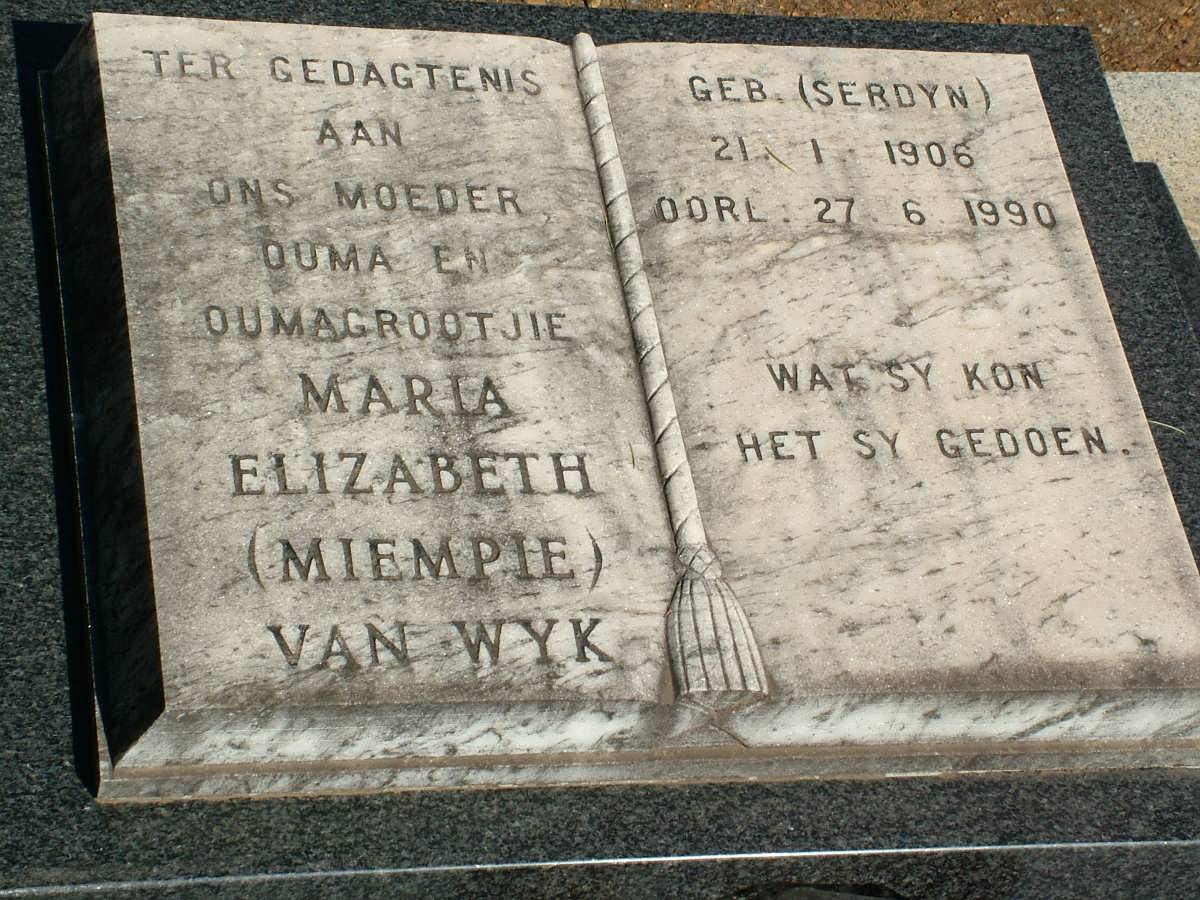 TER GEDAGTENIS
AAN
ONS MOEDER
OUMA EN
OUMAGROOTJIE
MARIA
ELIZABETH
(MIEMPIE)
VAN WYK
GEB. (SERDYN)
21. 1. 1906
OORL. 27. 6. 1990
WAT SY KON
HET SY GEDOEN.